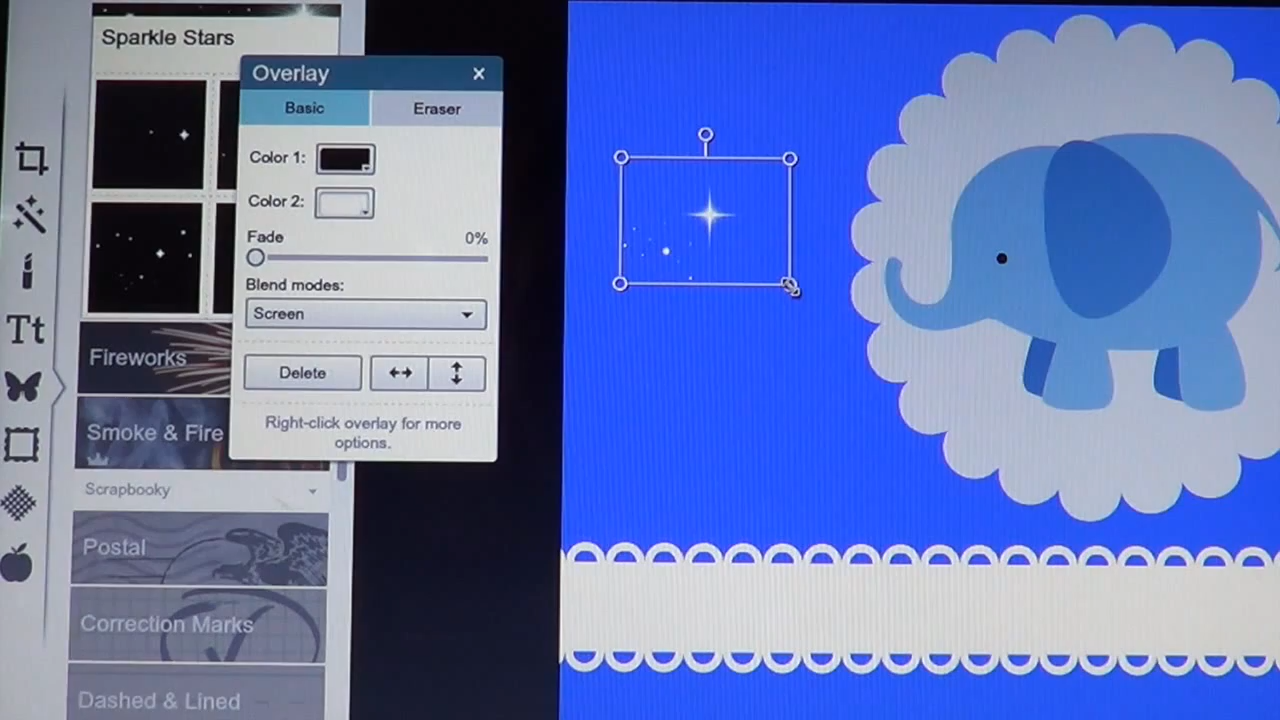 Sparkle Stars
Overlay
Basic
Eraser
Color 1:
Color 2:
Fade
0%
Blend modes:
Screen
Delete
Right-click overlay for more
options.
Tt
Fireworks
Smoke & Fire
Scrapbooky
Postal
Correction Marks
Dashed & Lined